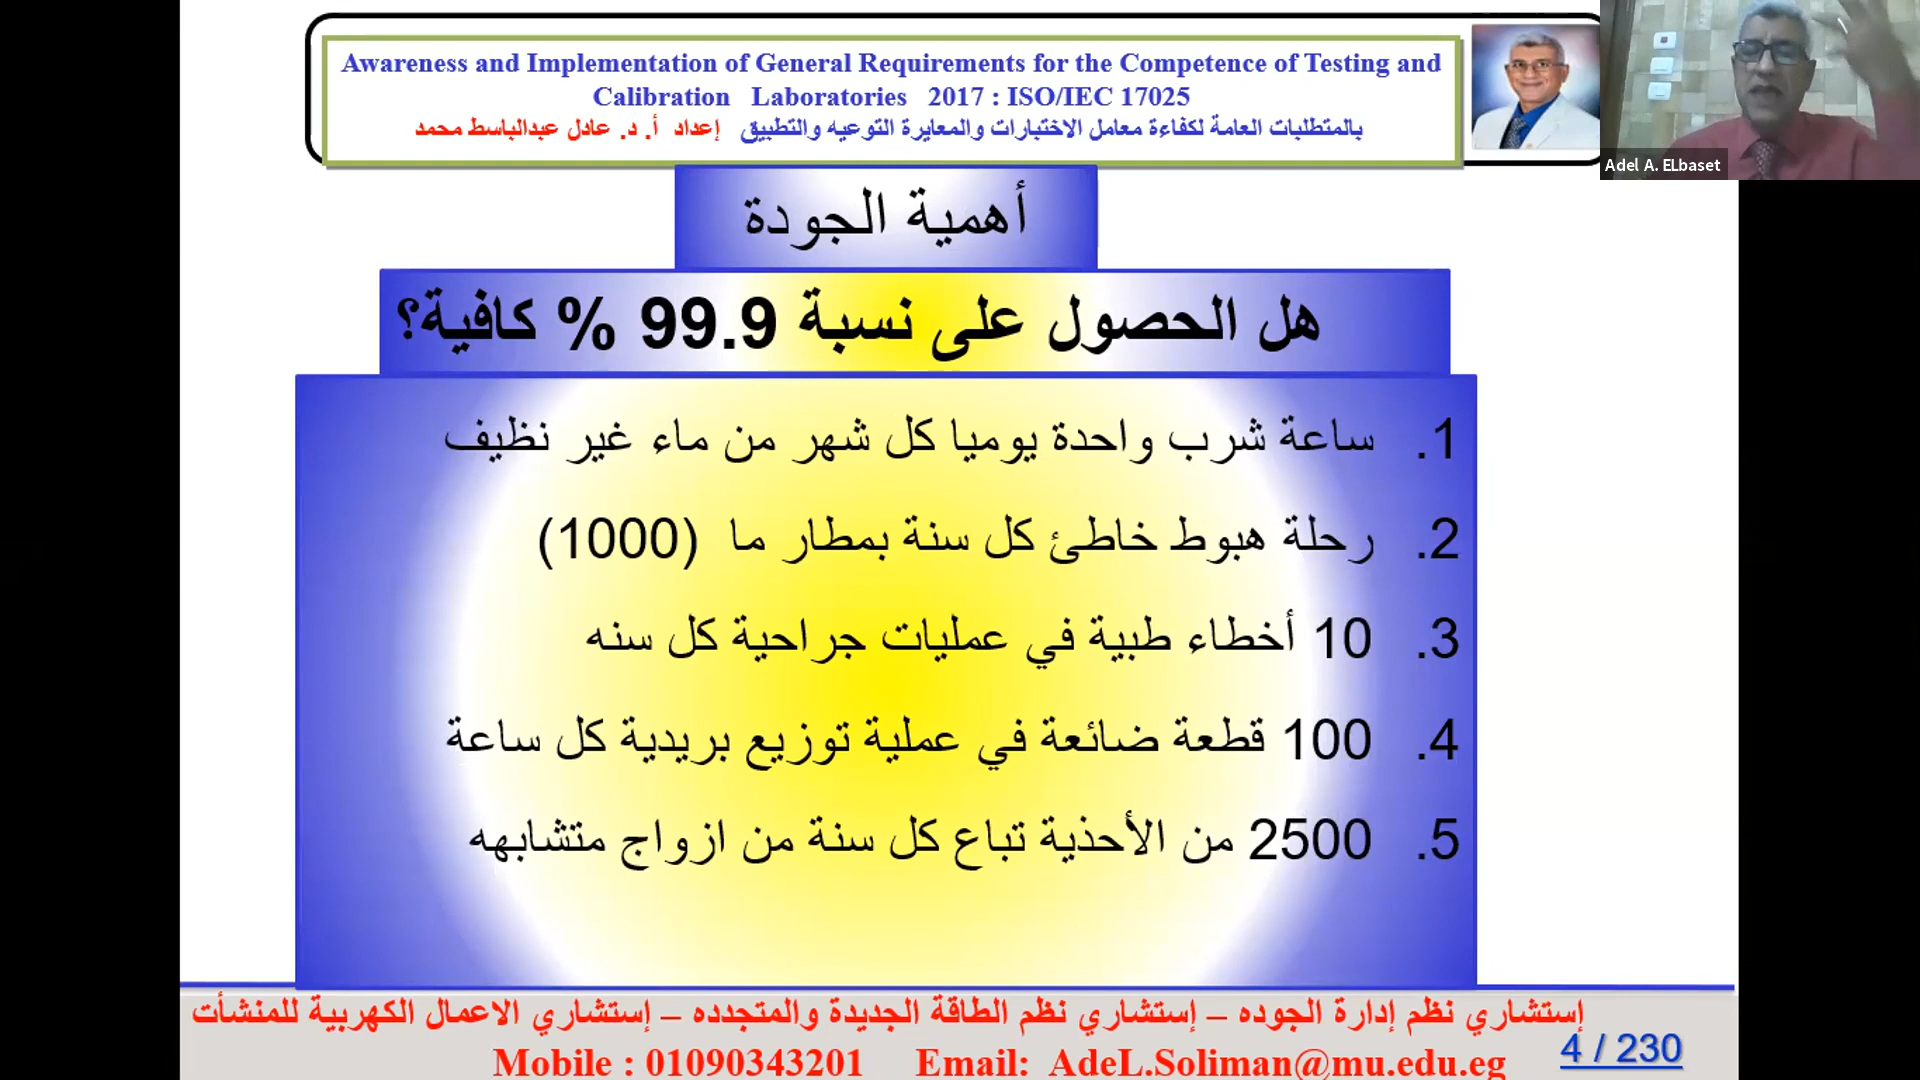 Awareness and Implementation of General Requirements for the Competence of Testing and
Calibration Laboratories 2017 : ISO/IEC 17025
بالمتطلبات العامة لكفاءة معامل الاختبارات والمعايرة التوعيه والتطبيق إعداد أ. د. عادل عبدالباسط محمد
Adel A. ELbaset
أهمية الجودة
هل الحصول على نسبة 99.9 % كافية؟
1. ساعة شرب واحدة يوميا كل شهر من ماء غير نظيف
2. رحلة هبوط خاطئ كل سنة بمطار ما (1000)
3. 10 أخطاء طبية في عمليات جراحية كل سنه
4. 100 قطعة ضائعة في عملية توزيع بريدية كل ساعة
5. 2500 من الأحذية تباع كل سنة من ازواج متشابهه
إستشاري نظم إدارة الجوده – إستشاري نظم الطاقة الجديدة والمتجدده – إستشاري الاعمال الكهربية للمنشأت
Mobile : 01090343201 Email: AdeL.Soliman@mu.edu.eg
4 / 230